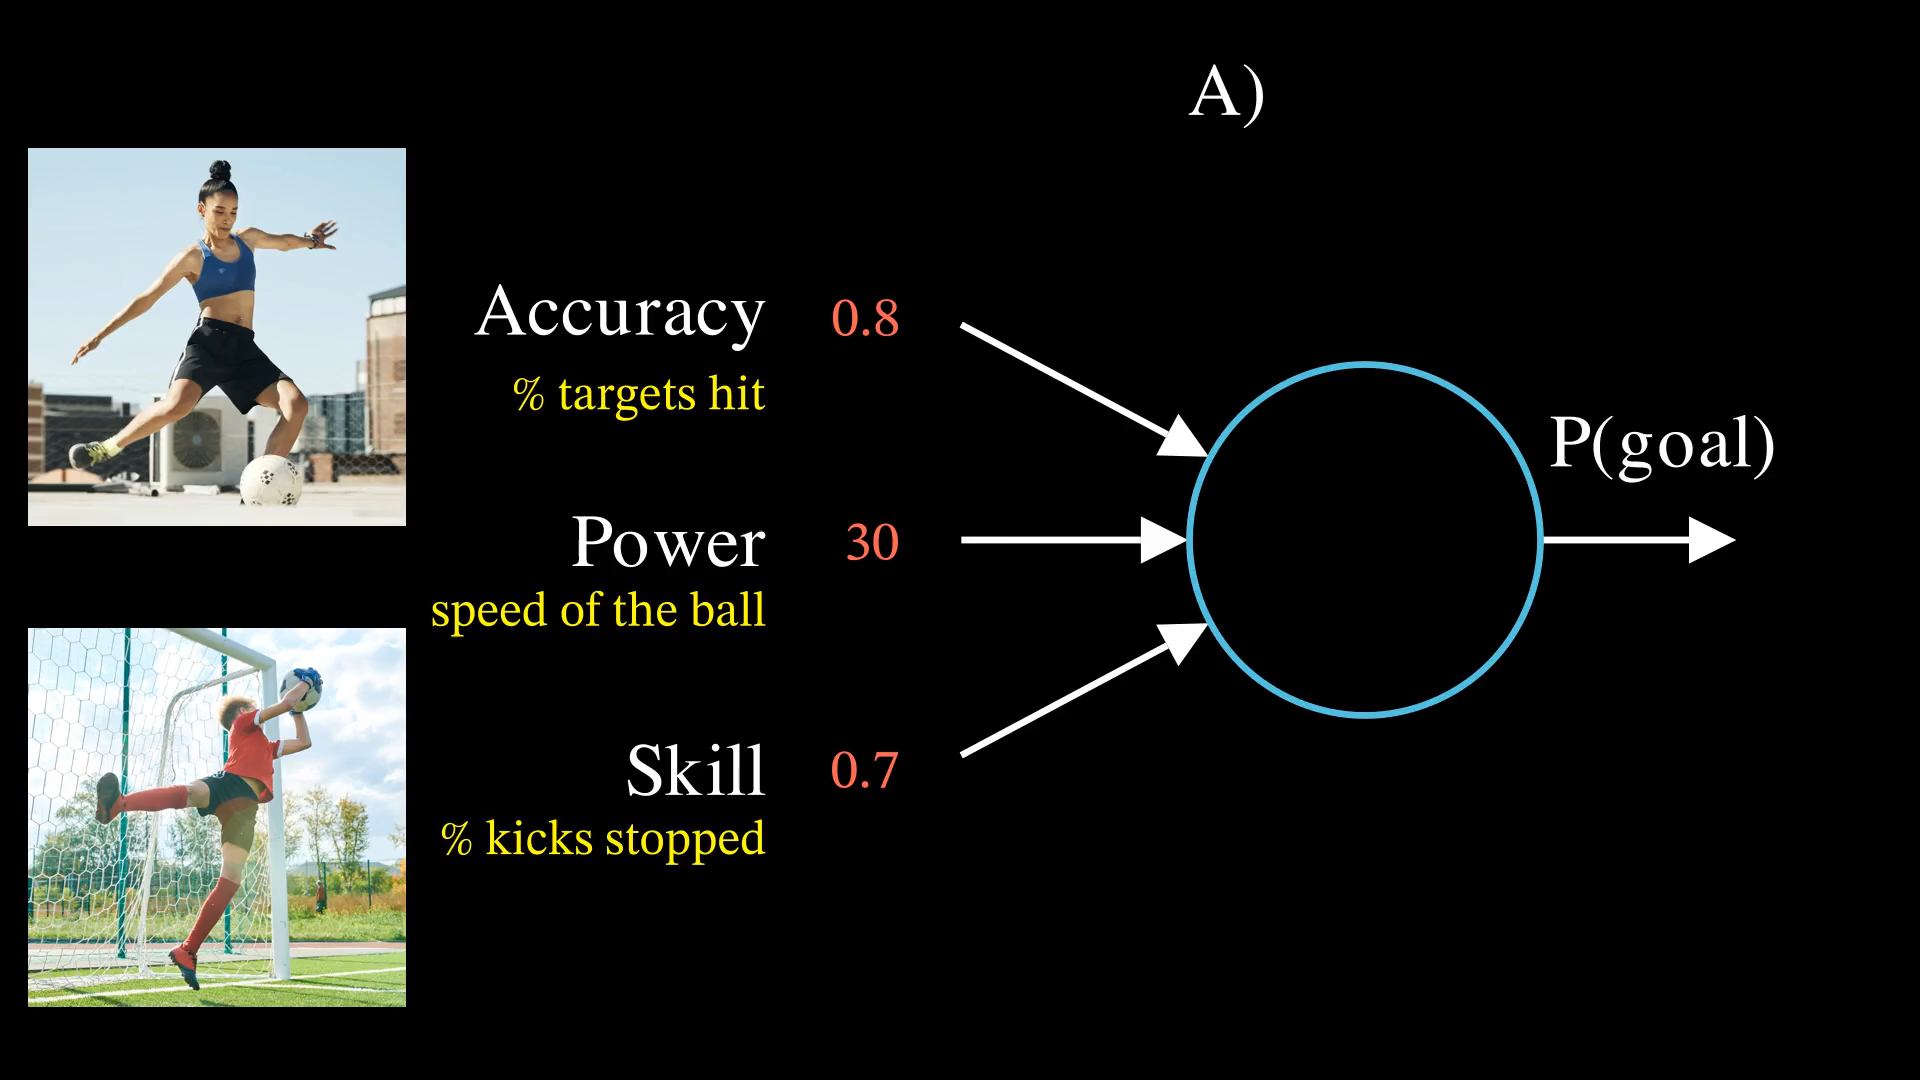 A)
Accuracy 0.8
% targets hit
P(goal)
Power 30
speed of the ball
Skill 0.7
% kicks stopped